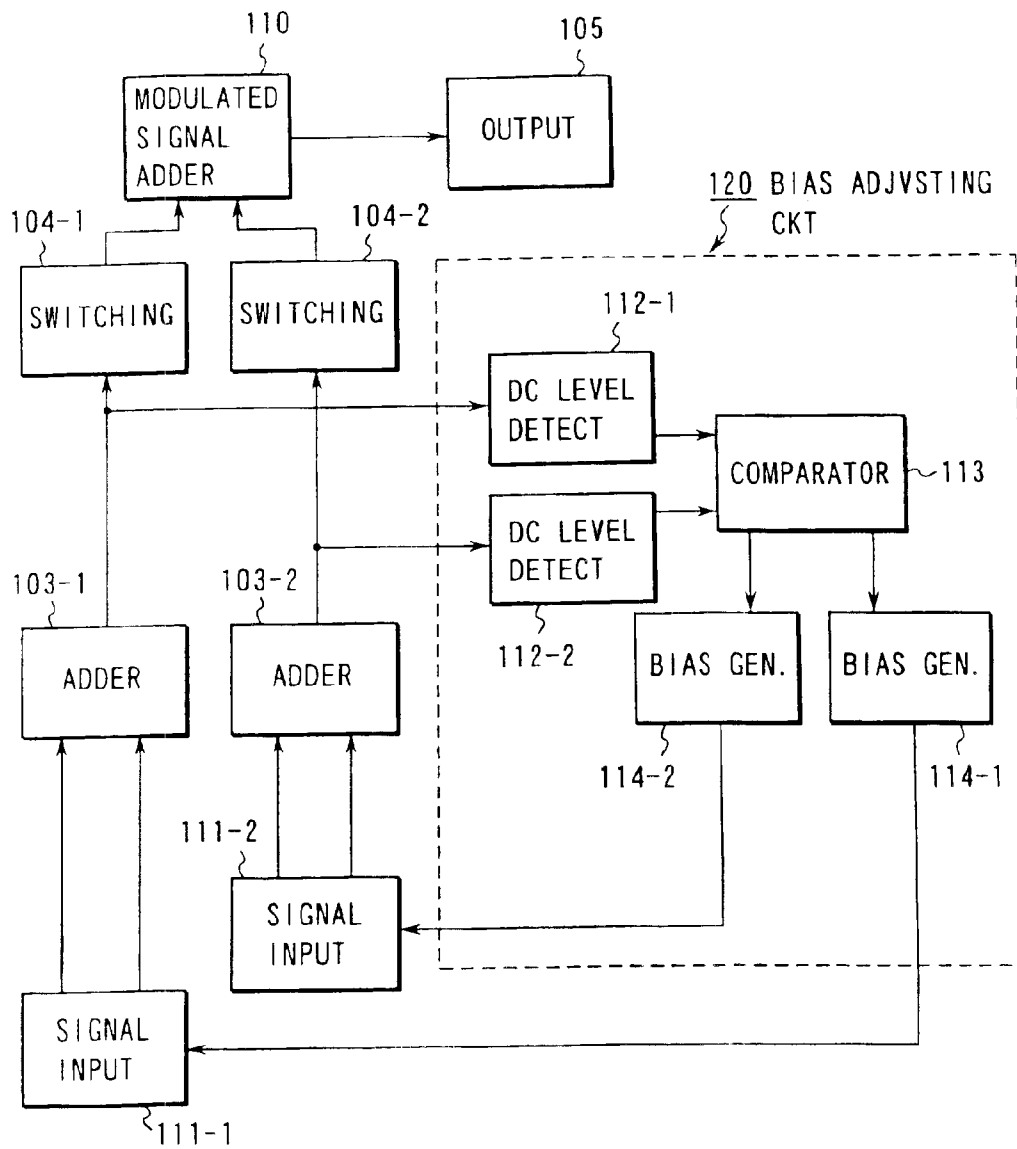 110
105
MODULATED
SIGNAL
ADDER
OUTPUT
120 BIAS ADJVSTING
CKT
104-1
104-2
SWITCHING
SWITCHING
112-1
DC LEVEL
DETECT
COMPARATOR
113
DC LEVEL
DETECT
112-2
103-1
103-2
ADDER
ADDER
BIAS GEN.
BIAS GEN.
114-2
114-1
111-2
SIGNAL
INPUT
SIGNAL
INPUT
111-1